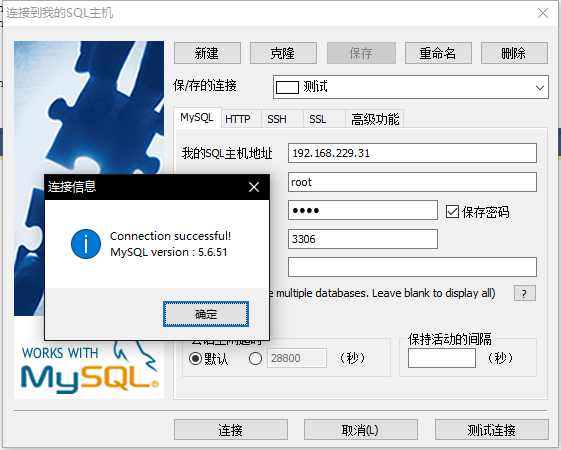 连接到我的SQL主机
新建
克隆
保存
重命名
删除
保/存的连接
测试
MySQL
HTTP
SSH
SSL
高级功能
我的SQL主机地址
192.168.229.31
root
●●●●
保存密码
3306
连接信息
Connection successful!
MySQL version : 5.6.51
确定
e multiple databases. Leave blank to display all)
?
默认
28800
(秒)
保持活动的间隔
(秒)
WORKS WITH
MySQL®
连接
取消(L)
测试连接